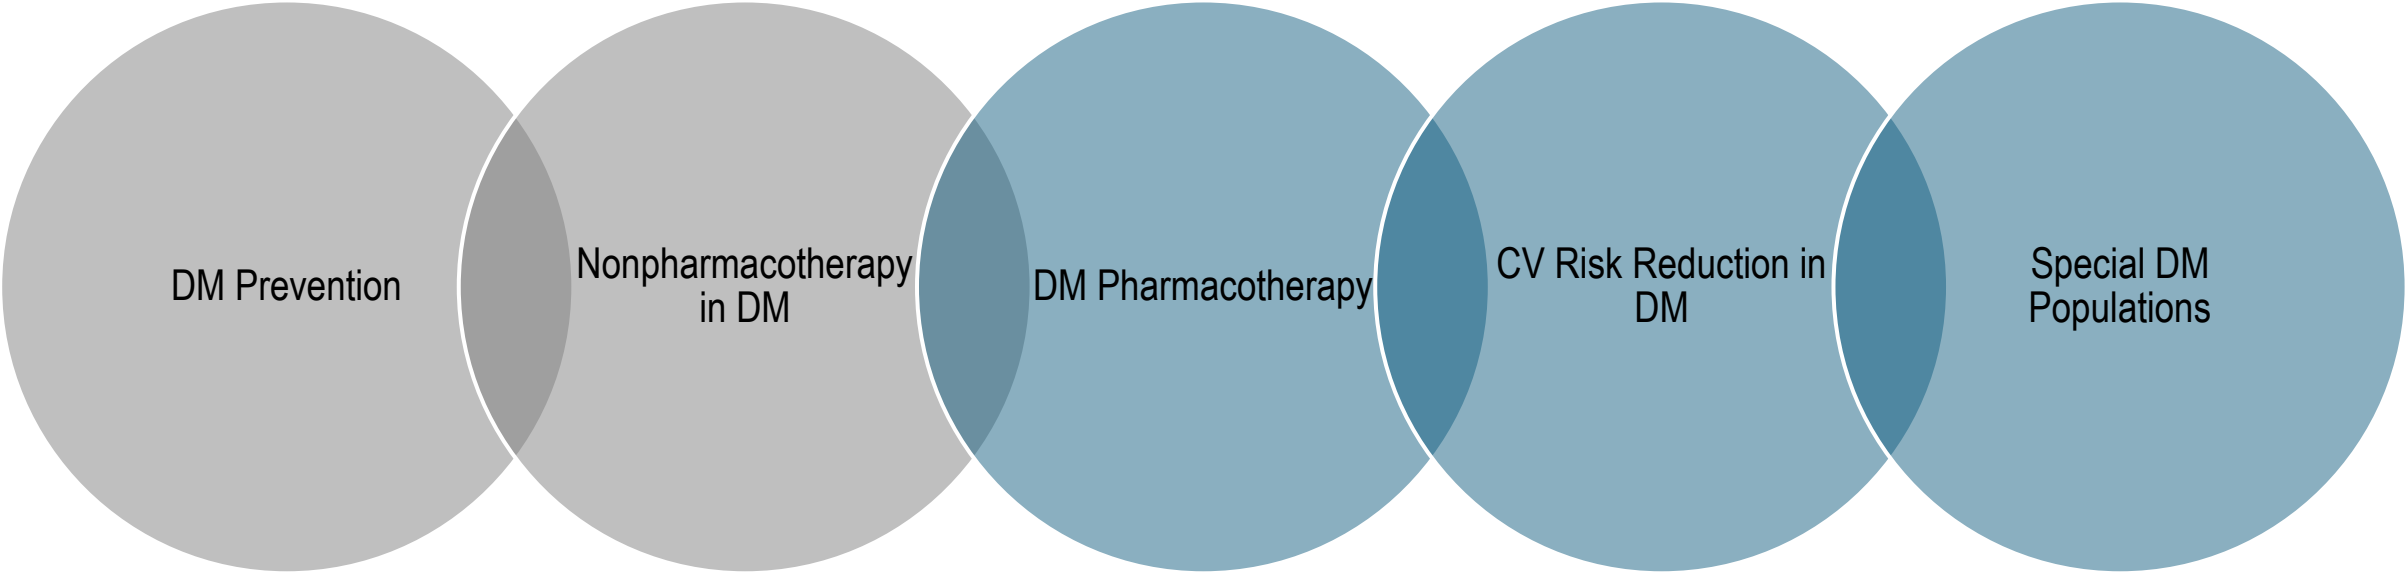 DM Prevention
Nonpharmacotherapy
in DM
DM Pharmacotherapy
CV Risk Reduction in
DM
Special DM
Populations